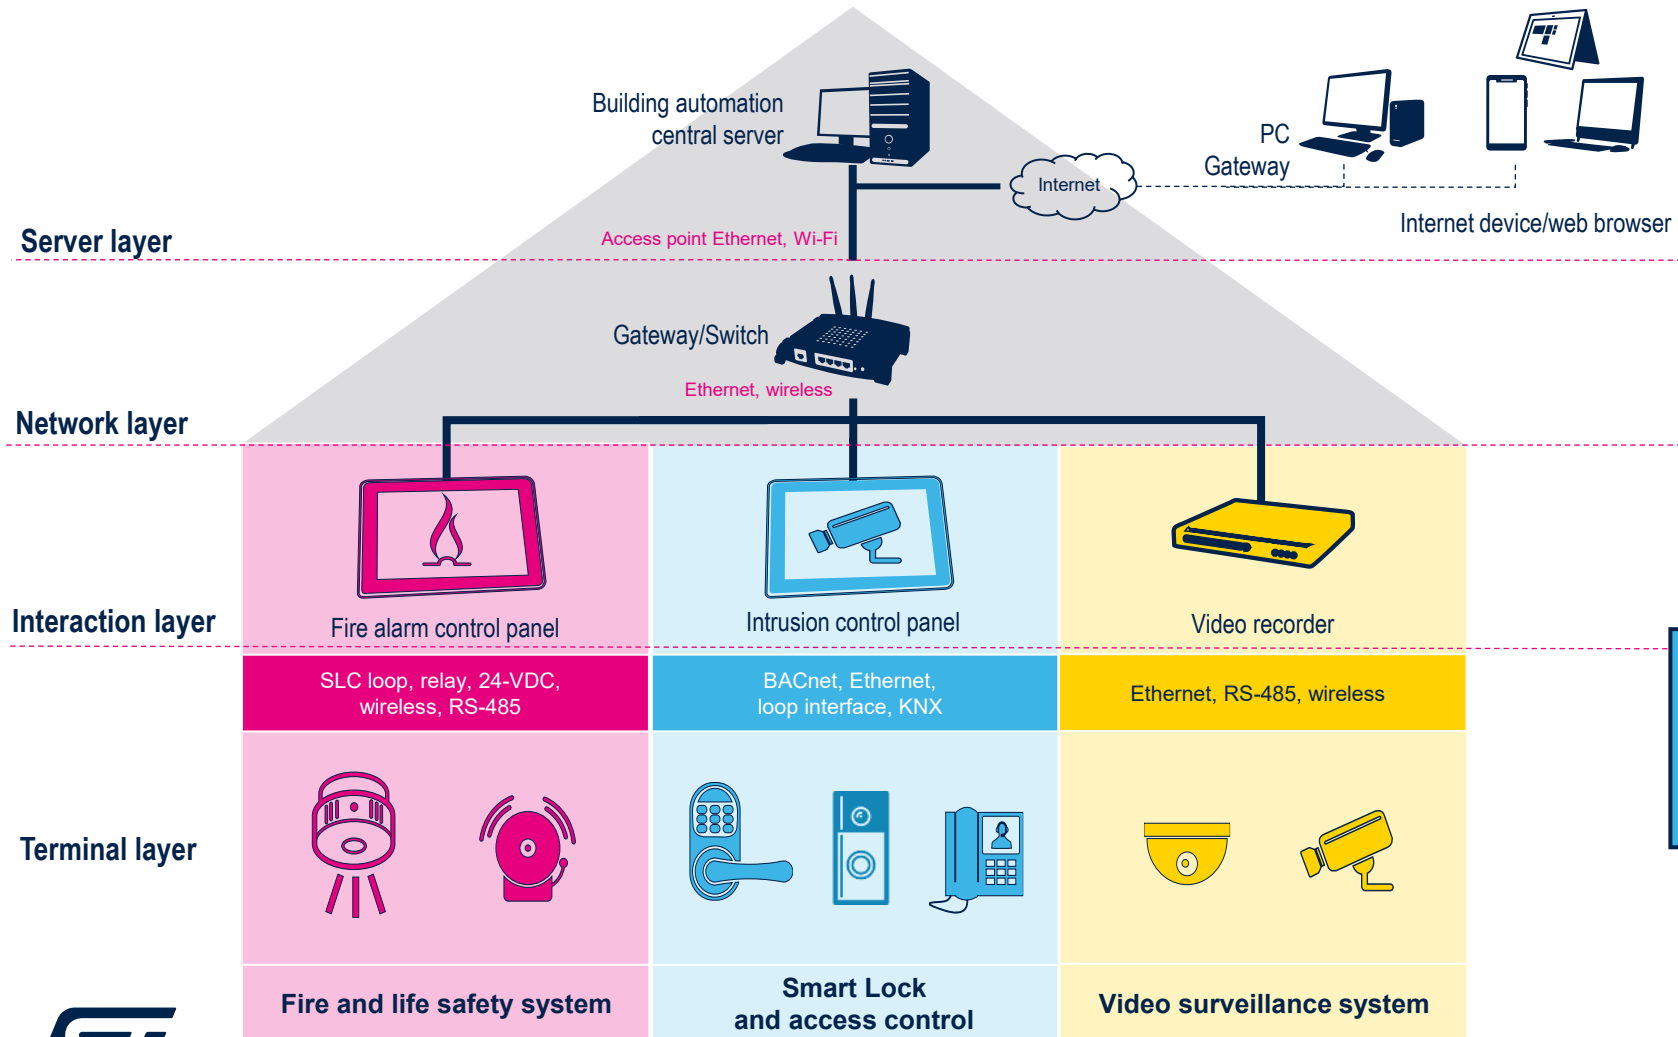 Building automation
central server
PC
Gateway
Internet
Internet device/web browser
Server layer
Access point Ethernet, Wi-Fi
Gateway/Switch
Ethernet, wireless
Network layer
Interaction layer
Fire alarm control panel
Intrusion control panel
Video recorder
SLC loop, relay, 24-VDC,
wireless, RS-485
BACnet, Ethernet,
loop interface, KNX
Ethernet, RS-485, wireless
Terminal layer
Fire and life safety system
Smart Lock
and access control
Video surveillance system